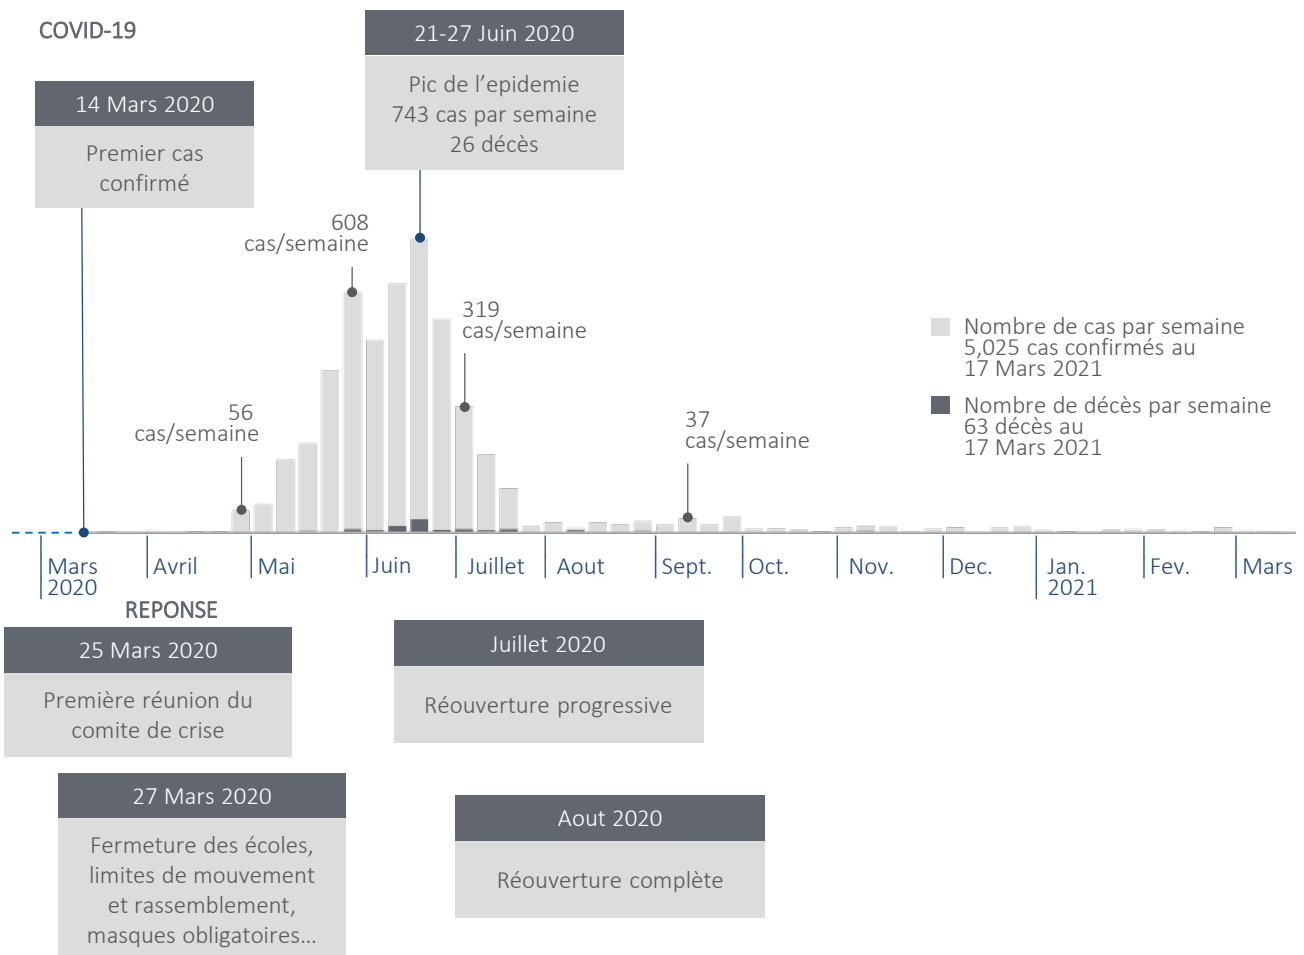 COVID-19
14 Mars 2020
Premier cas
confirmé
21-27 Juin 2020
Pic de l’epidemie
743 cas par semaine
26 décès
608
cas/semaine
319
cas/semaine
56
cas/semaine
37
cas/semaine
Nombre de cas par semaine
5,025 cas confirmés au
17 Mars 2021
Nombre de décès par semaine
63 décès au
17 Mars 2021
Mars
2020
Avril
Mai
Juin
Juillet
Aout
Sept.
Oct.
Nov.
Dec.
Jan.
2021
Fev.
Mars
REPONSE
25 Mars 2020
Première réunion du
comite de crise
27 Mars 2020
Fermeture des écoles,
limites de mouvement
et rassemblement,
masques obligatoires...
Juillet 2020
Réouverture progressive
Aout 2020
Réouverture complète